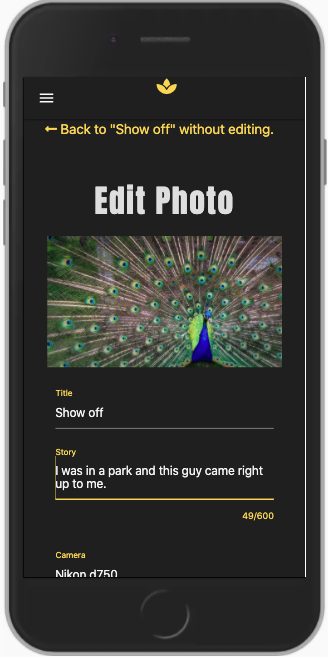 ← Back to "Show off" without editing.
Edit Photo
Title
Show off
Story
I was in a park and this guy came right
up to me.
49/600
Camera
Nikon d750